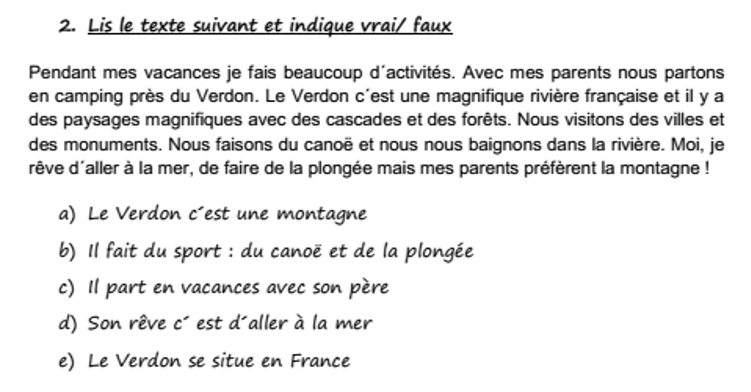 2. Lis le texte suivant et indique vrai/ faux
Pendant mes vacances je fais beaucoup d´activités. Avec mes parents nous partons
en camping près du Verdon. Le Verdon c´est une magnifique rivière française et il y a
des paysages magnifiques avec des cascades et des forêts. Nous visitons des villes et
des monuments. Nous faisons du canoë et nous nous baignons dans la rivière. Moi, je
rêve d´aller à la mer, de faire de la plongée mais mes parents préfèrent la montagne !
a) Le Verdon c´est une montagne
b) Il fait du sport : du canoë et de la plongée
c) Il part en vacances avec son père
d) Son rêve c´ est d´aller à la mer
e) Le Verdon se situe en France